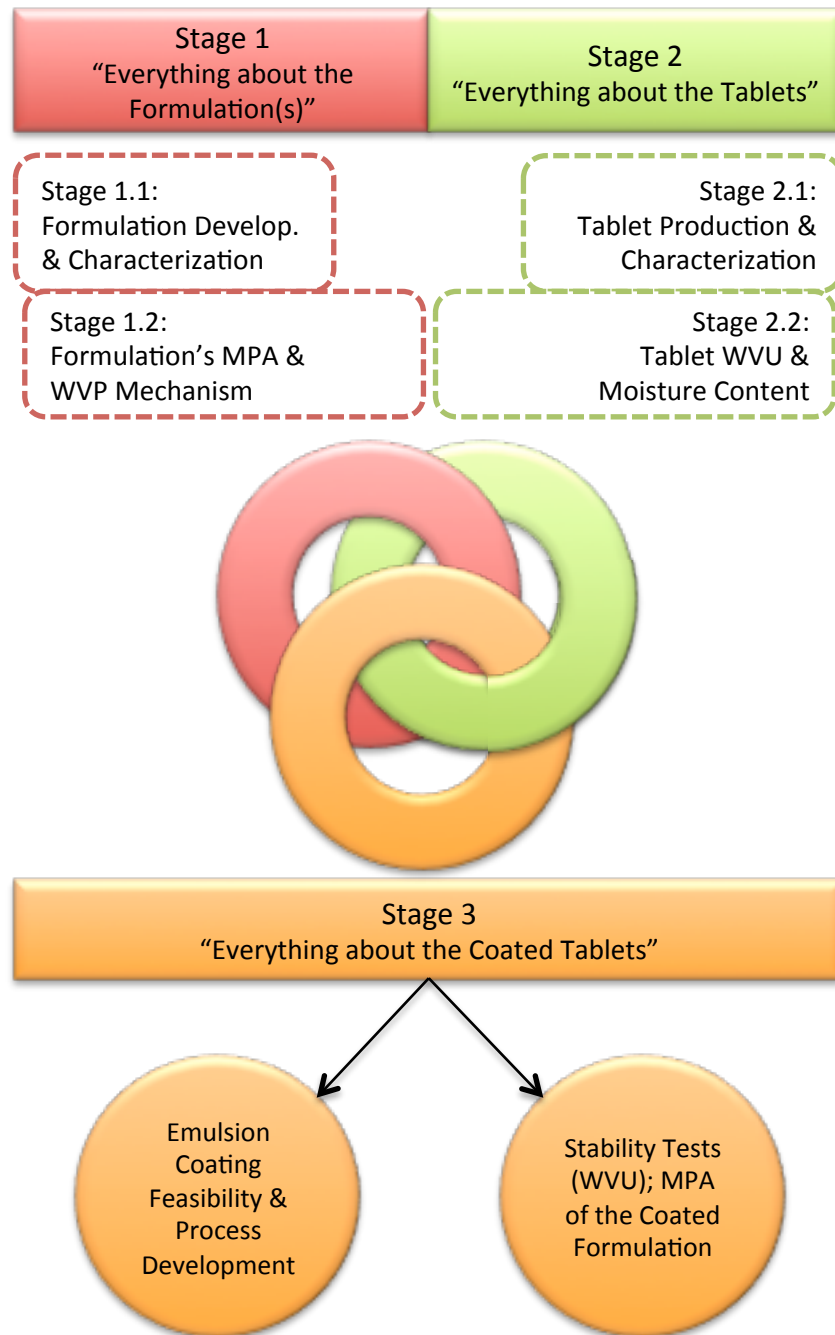 Stage 1
“Everything about the
Formulation(s)”
Stage 2
“Everything about the Tablets”
Stage 1.1:
Formulation Develop.
& Characterization
Stage 2.1:
Tablet Production &
Characterization
Stage 1.2:
Formulation’s MPA &
WVP Mechanism
Stage 2.2:
Tablet WVU &
Moisture Content
Stage 3
“Everything about the Coated Tablets”
Emulsion
Coating
Feasibility &
Process
Development
Stability Tests
(WVU); MPA
of the Coated
Formulation